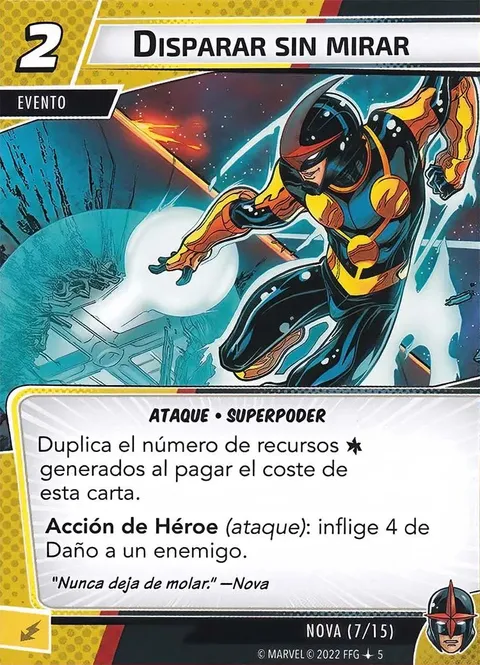 2
DISPARAR SIN MIRAR
EVENTO
ATAQUE • SUPERPODER
Duplica el número de recursos
generados al pagar el coste de
esta carta.
Acción de Héroe (ataque): inflige 4 de
Daño a un enemigo.
"Nunca deja de molar." —Nova
NOVA (7/15)
© MARVEL © 2022 FFG 5